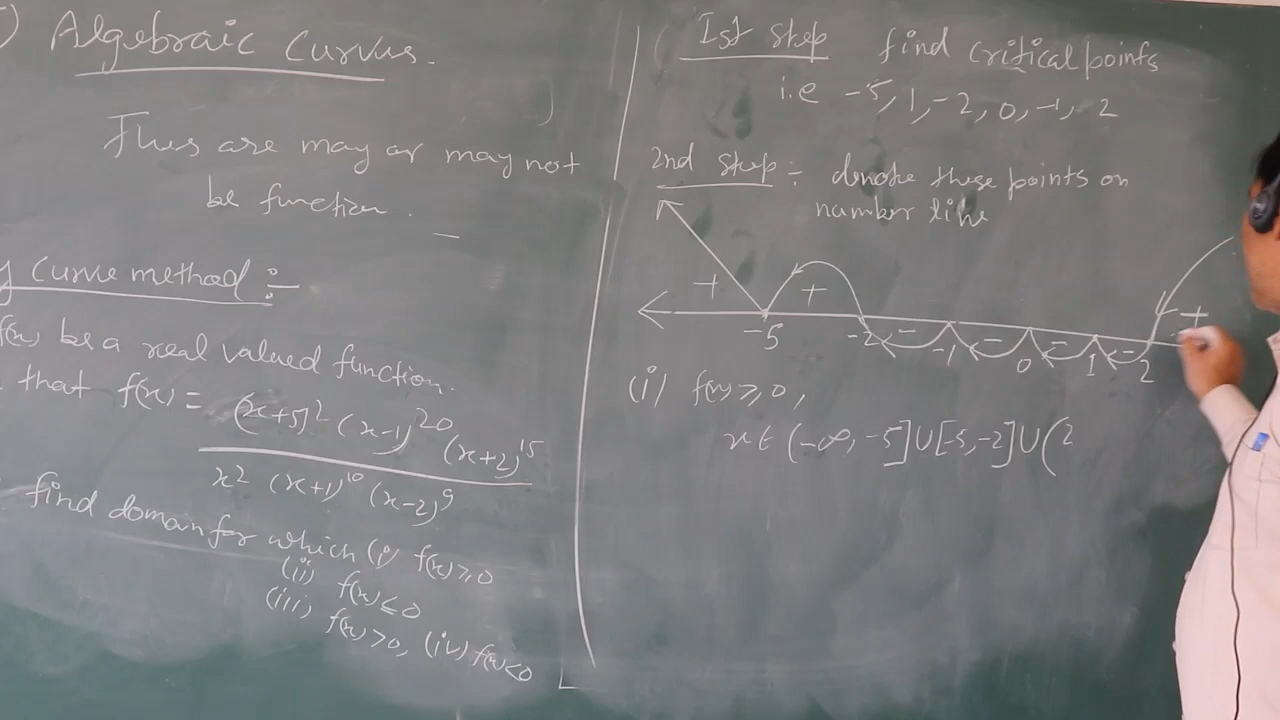 Algebraic Curves.
Thus are may or may not
be function.
Curve method ÷
f(x) be a real valued function.
that f(x) = (x+5)² (x-1)²⁰ (x+2)¹⁵
x² (x+1)¹⁰ (x-2)⁹
find domain for which (i) f(x) ≥ 0
(ii) f(x) ≤ 0
(iii) f(x) > 0, (iv) f(x) < 0
Ist step find critical points
i.e -5, 1, -2, 0, -1, 2
2nd step ÷ denote these points on
number line
+ + - - - - +
-5 -2 -1 0 1 2
(i) f(x) ≥ 0,
x ∈ (-∞, -5] U [-5, -2] U (2